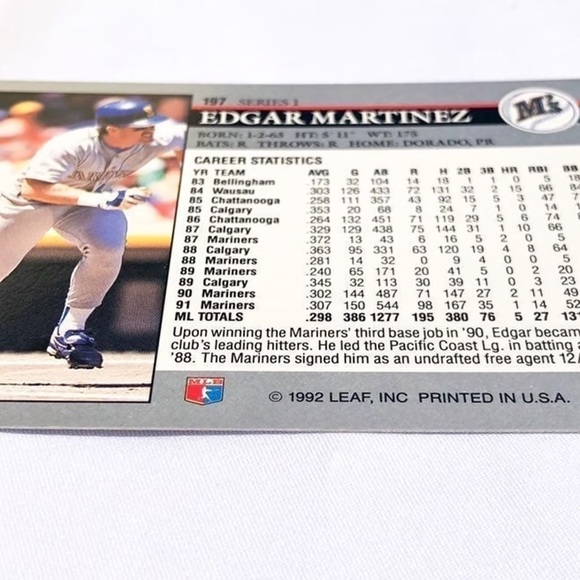 197 SERIES 1
EDGAR MARTINEZ
M's
BORN: 1-2-63 HT: 5' 11" WT: 175
BATS: R THROWS: R HOME: DORADO, PR
CAREER STATISTICS
YR TEAM AVG G AB R H 2B 3B HR RBI BB
83 Bellingham .173 32 104 14 18 1 1 0 5 18
84 Wausau .303 126 433 72 131 32 2 15 66 84
85 Chattanooga .258 111 357 43 92 15 5 3 47 7
85 Calgary .353 20 68 8 24 7 1 0 14
86 Chattanooga .264 132 451 71 119 29 5 6 74
87 Calgary .329 129 438 75 144 31 1 10 66
87 Mariners .372 13 43 6 16 5 2 0 5
88 Calgary .363 95 331 63 120 19 4 8 64
88 Mariners .281 14 32 0 9 4 0 0 5
89 Mariners .240 65 171 20 41 5 0 2 20
89 Calgary .345 32 113 30 39 11 0 3 23
90 Mariners .302 144 487 71 147 27 2 11 49
91 Mariners .307 150 544 98 167 35 1 14 52
ML TOTALS .298 386 1277 195 380 76 5 27 131
Upon winning the Mariners' third base job in '90, Edgar becam
club's leading hitters. He led the Pacific Coast Lg. in batting a
'88. The Mariners signed him as an undrafted free agent 12/
MLB
© 1992 LEAF, INC PRINTED IN U.S.A.